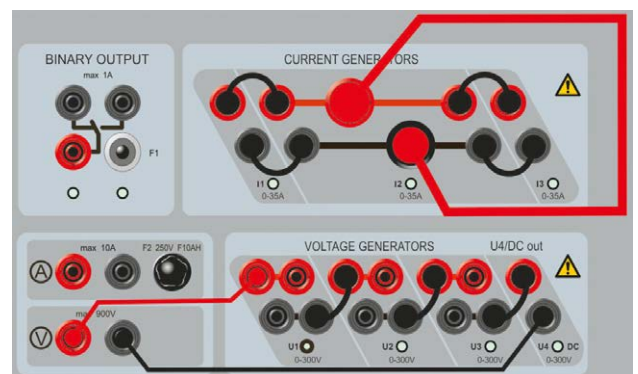 BINARY OUTPUT
max 1A
F1
CURRENT GENERATORS
I1
0-35A
I2
0-35A
I3
0-35A
max 10A
F2 250V F10AH
A
max 900V
V
VOLTAGE GENERATORS
U4/DC out
U1
0-300V
U2
0-300V
U3
0-300V
U4 DC
0-300V